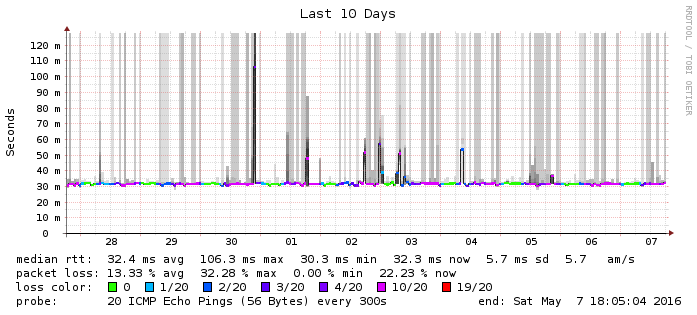 Last 10 Days
RRDTOOL / TOBI OETIKER
Seconds
120 m
110 m
100 m
90 m
80 m
70 m
60 m
50 m
40 m
30 m
20 m
10 m
0
28 29 30 01 02 03 04 05 06 07
median rtt: 32.4 ms avg 106.3 ms max 30.3 ms min 32.3 ms now 5.7 ms sd 5.7 am/s
packet loss: 13.33 % avg 32.28 % max 0.00 % min 22.23 % now
loss color: 0 1/20 2/20 3/20 4/20 10/20 19/20
probe: 20 ICMP Echo Pings (56 Bytes) every 300s end: Sat May 7 18:05:04 2016